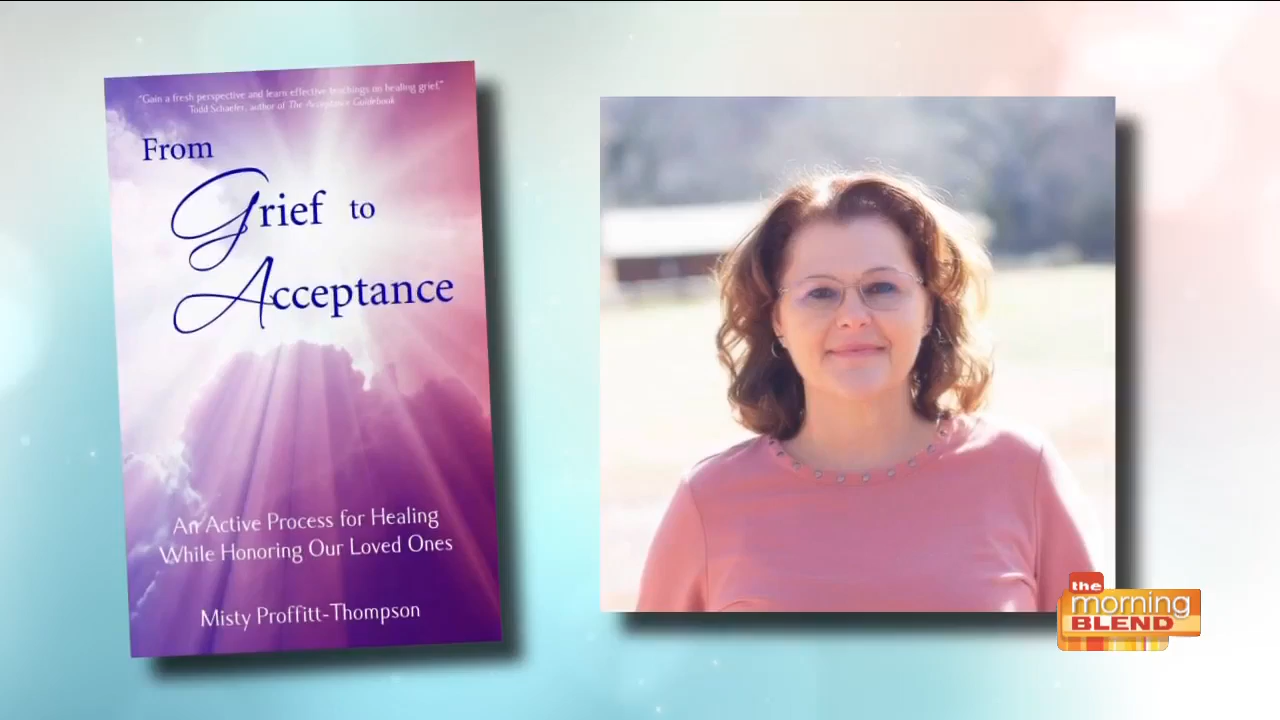 "Gain a fresh perspective and learn effective teachings on healing grief."
Todd Schaefer, author of The Acceptance Guidebook
From
Grief to
Acceptance
An Active Process for Healing
While Honoring Our Loved Ones
Misty Proffitt-Thompson
the
morning
BLEND